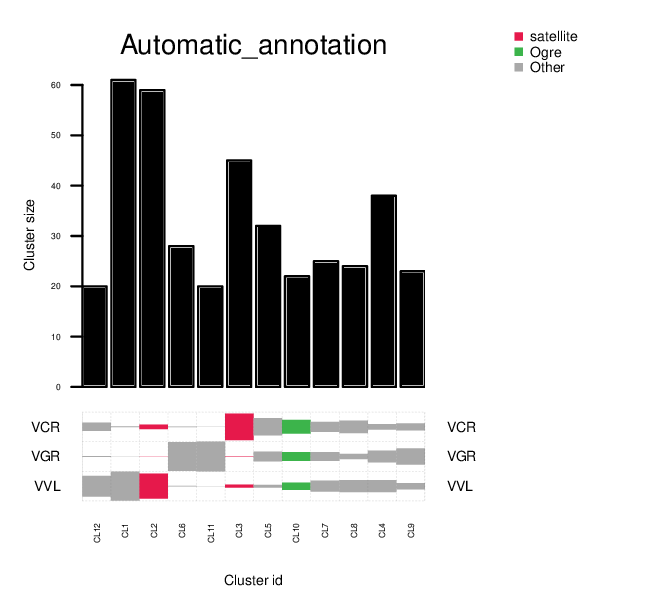 Automatic_annotation
satellite
Ogre
Other
Cluster size
60
50
40
30
20
10
0
VCR VCR
VGR VGR
VVL VVL
CL12 CL1 CL2 CL6 CL11 CL3 CL5 CL10 CL7 CL8 CL4 CL9
Cluster id